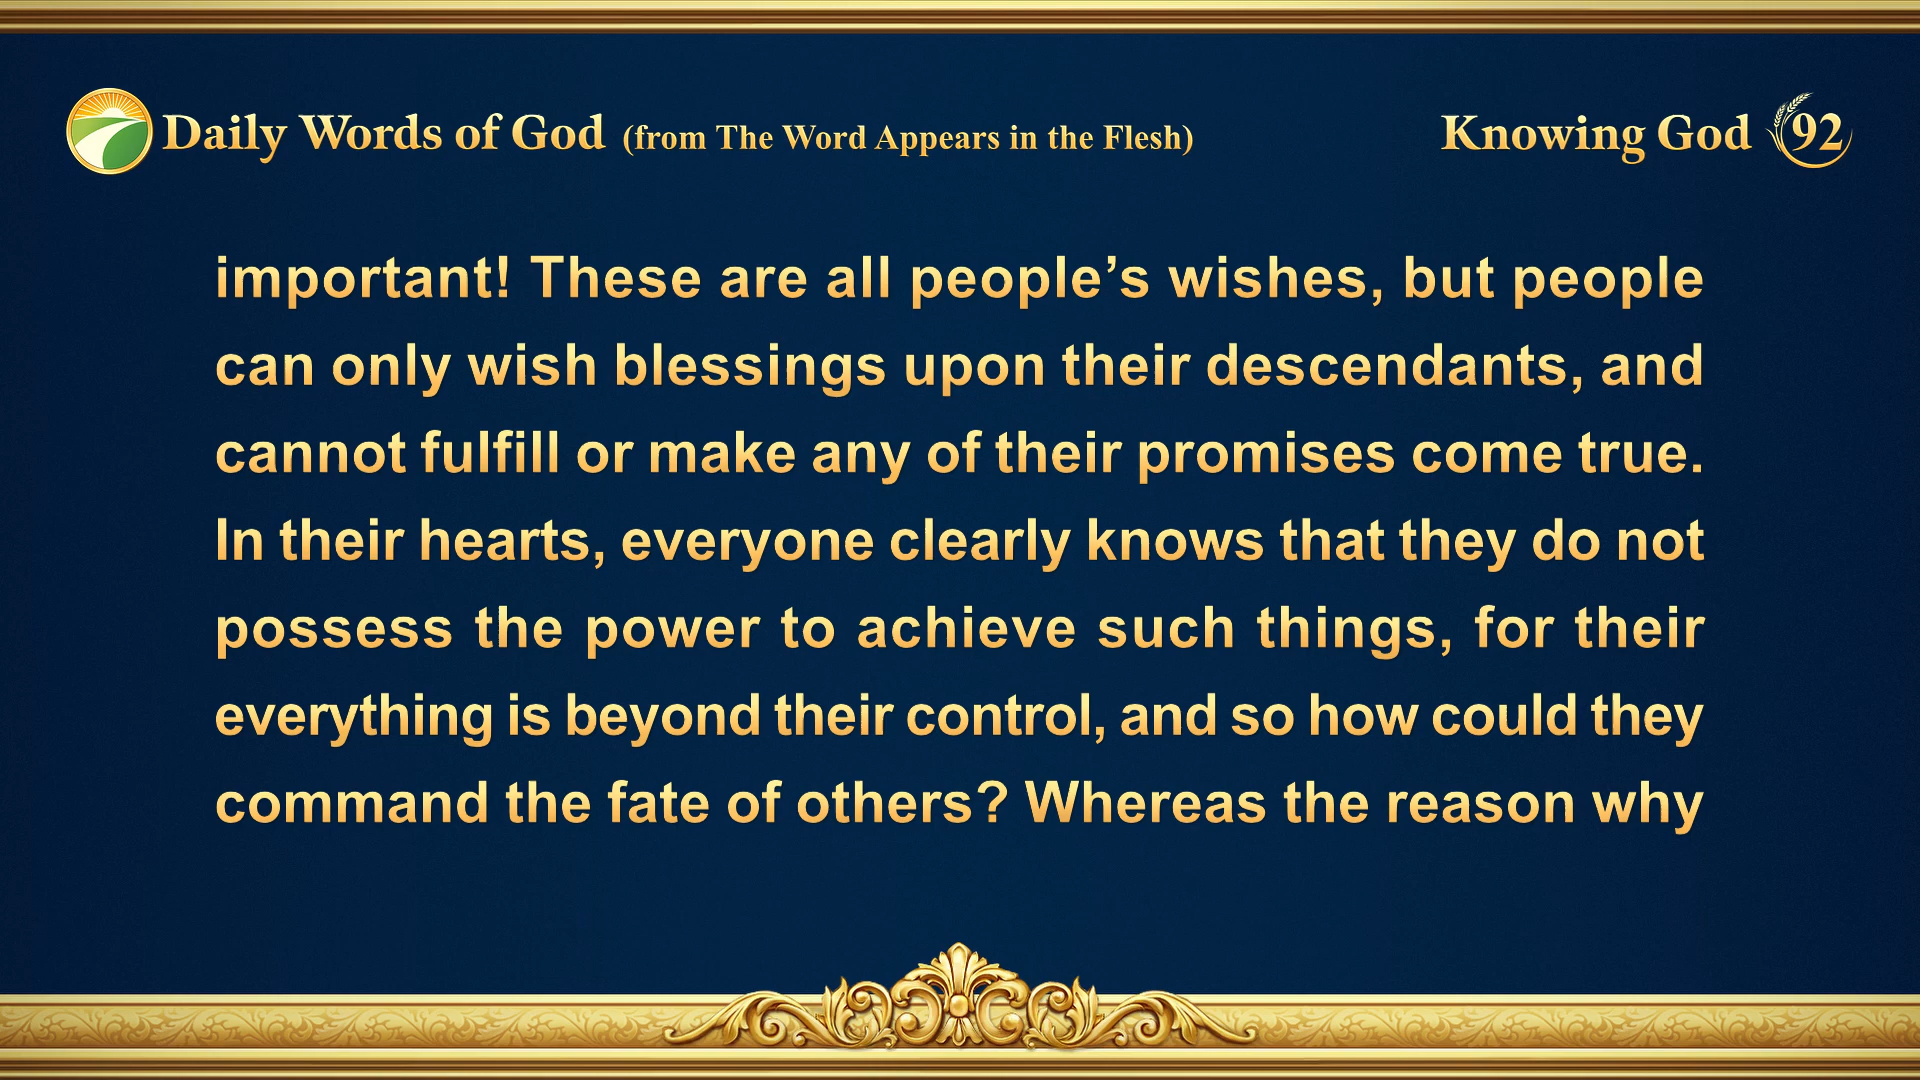 Daily Words of God (from The Word Appears in the Flesh) Knowing God 92
important! These are all people’s wishes, but people
can only wish blessings upon their descendants, and
cannot fulfill or make any of their promises come true.
In their hearts, everyone clearly knows that they do not
possess the power to achieve such things, for their
everything is beyond their control, and so how could they
command the fate of others? Whereas the reason why